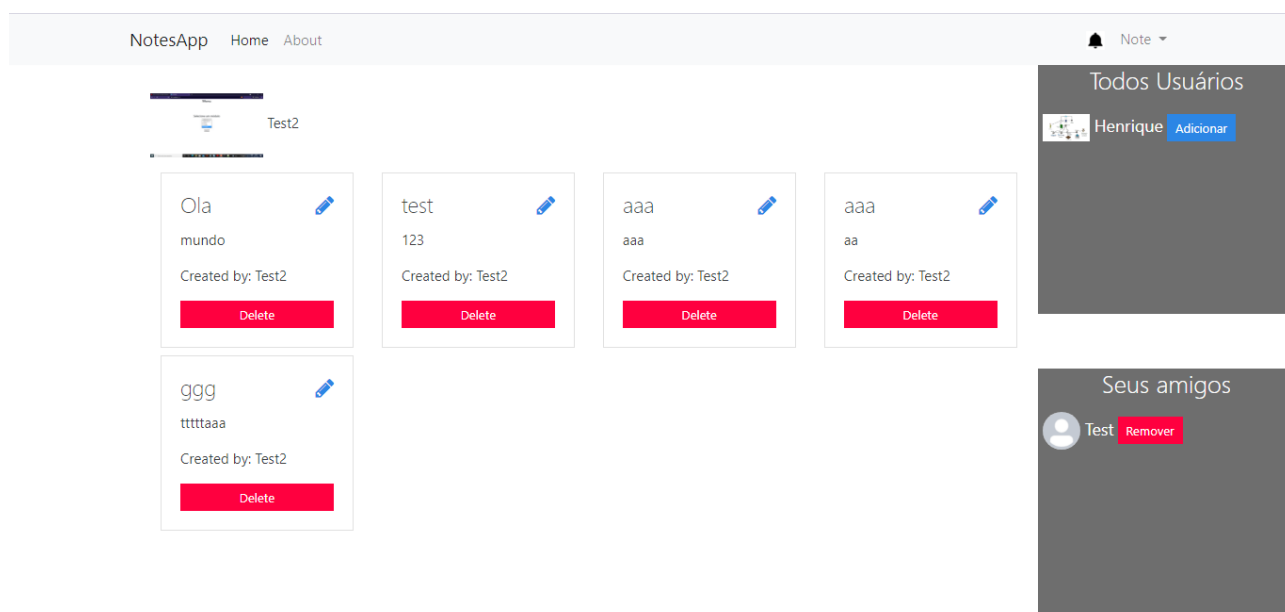 NotesApp Home About Note
Todos Usuários
Henrique Adicionar
Test2
Ola
mundo
Created by: Test2
Delete
test
123
Created by: Test2
Delete
aaa
aaa
Created by: Test2
Delete
aaa
aa
Created by: Test2
Delete
ggg
tttttaaa
Created by: Test2
Delete
Seus amigos
Test Remover